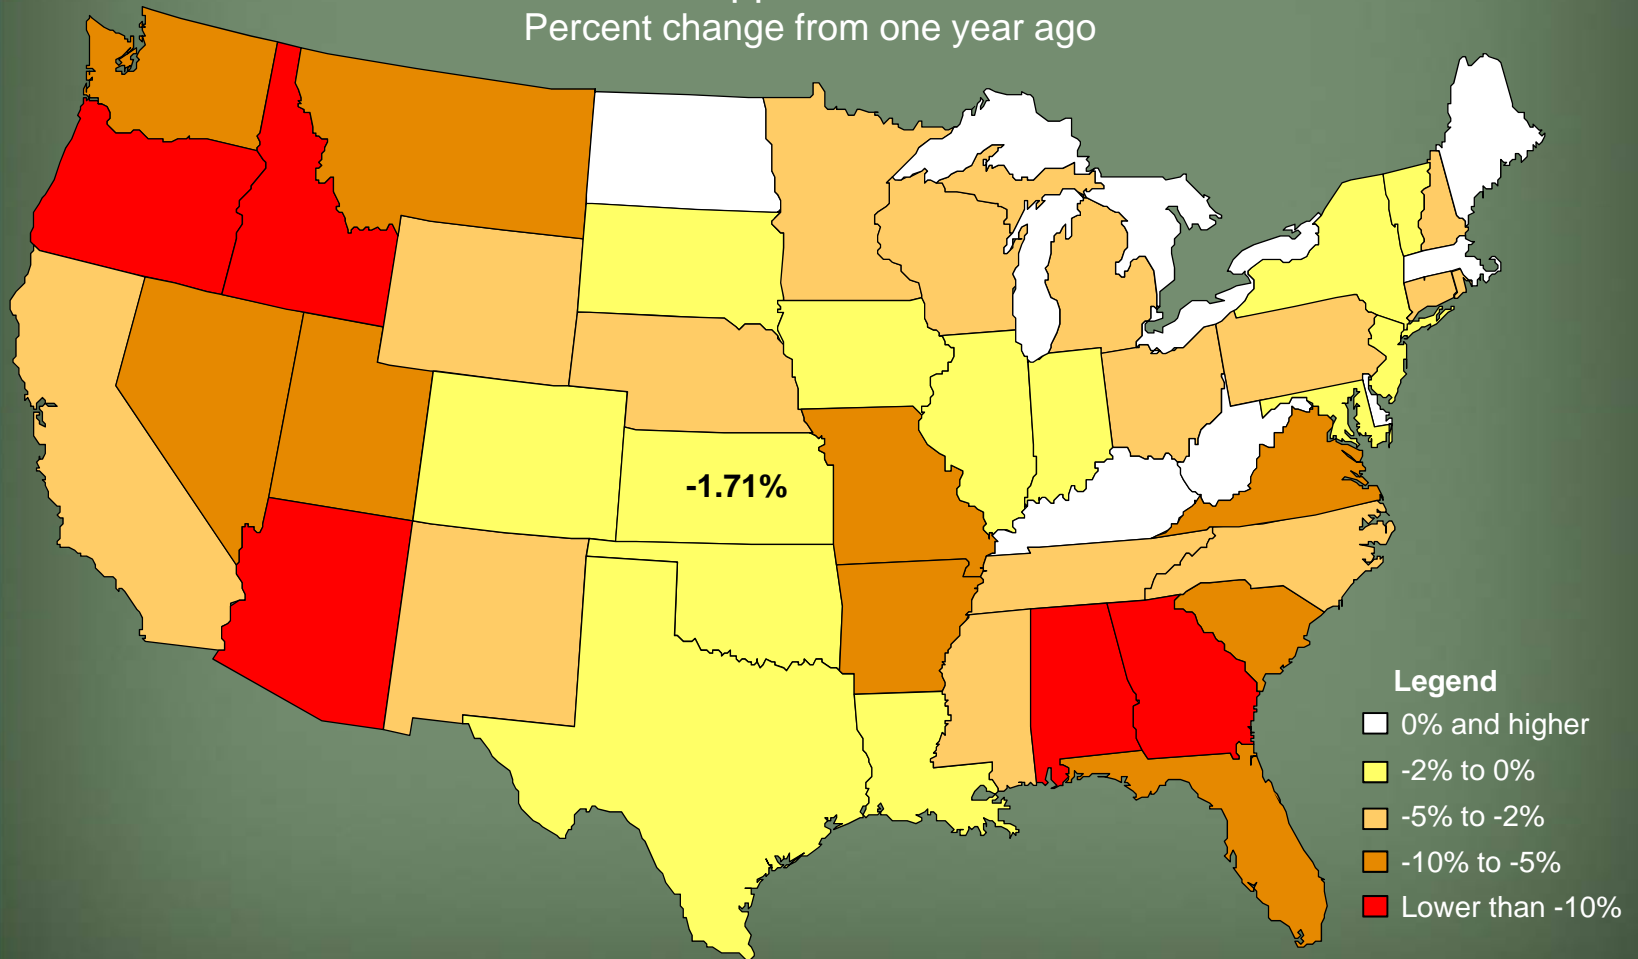 Percent change from one year ago
-1.71%
Legend
0% and higher
-2% to 0%
-5% to -2%
-10% to -5%
Lower than -10%